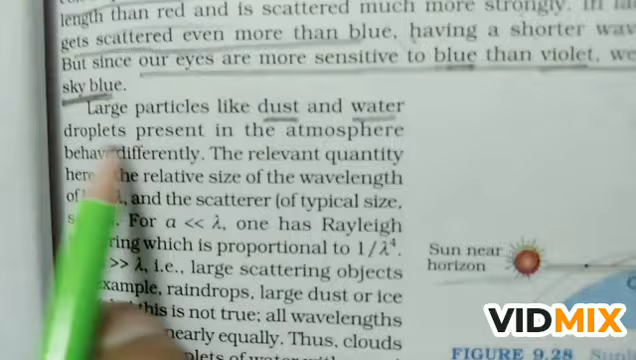 length than red and is scattered much more strongly. In
gets scattered even more than blue, having a shorter
But since our eyes are more sensitive to blue than violet, we
sky blue.
Large particles like dust and water
droplets present in the atmosphere
differently. The relevant quantity
the relative size of the wavelength
of λ, and the scatterer (of typical size,
For a << λ, one has Rayleigh
which is proportional to 1/λ⁴.
>> λ, i.e., large scattering objects
example, raindrops, large dust or ice
this is not true; all wavelengths
nearly equally. Thus, clouds
of water
Sun near
horizon
FIGURE 9.28
VIDMIX